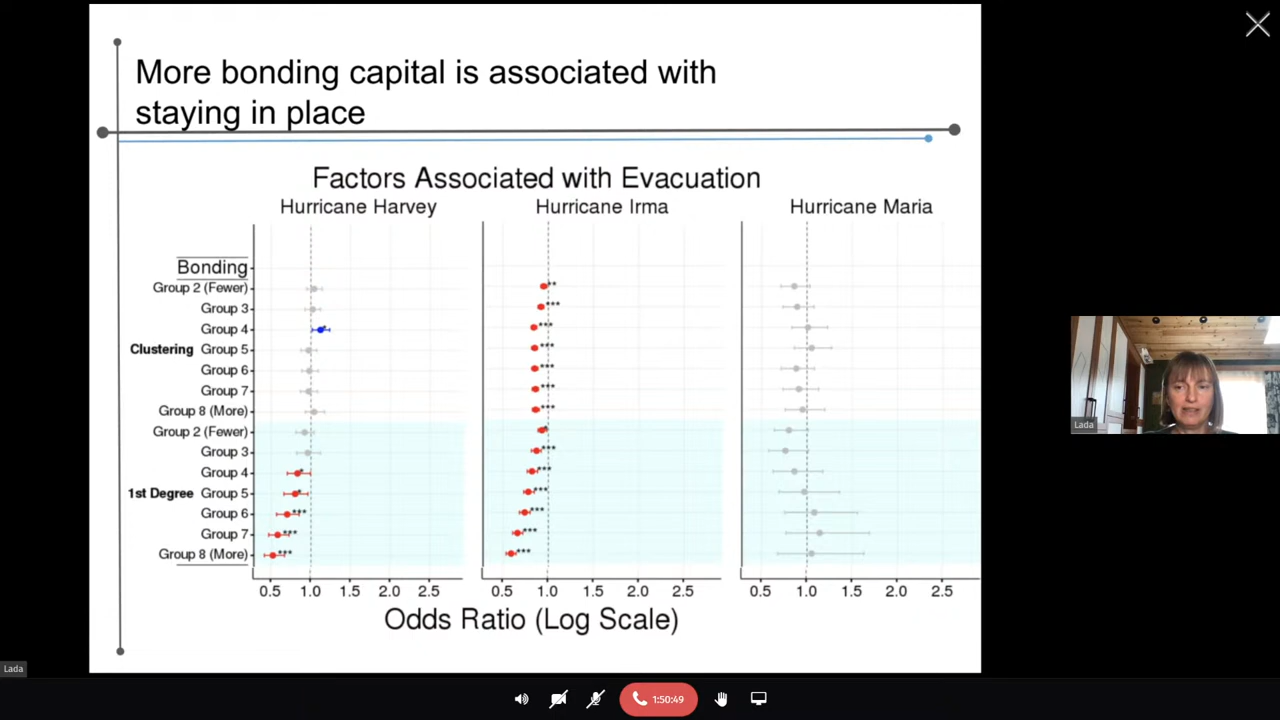 More bonding capital is associated with
staying in place
Factors Associated with Evacuation
Hurricane Harvey
Hurricane Irma
Hurricane Maria
Bonding
Group 2 (Fewer)
Group 3
Group 4
Clustering Group 5
Group 6
Group 7
Group 8 (More)
Group 2 (Fewer)
Group 3
Group 4
1st Degree Group 5
Group 6
Group 7
Group 8 (More)
0.5 1.0 1.5 2.0 2.5
0.5 1.0 1.5 2.0 2.5
0.5 1.0 1.5 2.0 2.5
Odds Ratio (Log Scale)
Lada
Lada
1:50:49